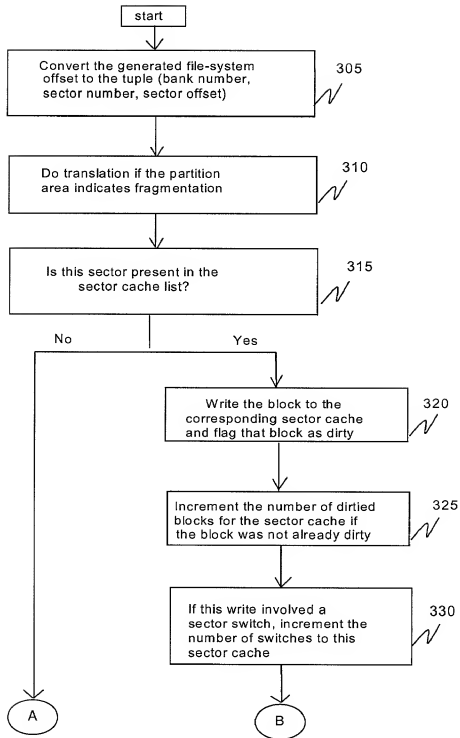 start
Convert the generated file-system
offset to the tuple (bank number,
sector number, sector offset)
305
Do translation if the partition
area indicates fragmentation
310
Is this sector present in the
sector cache list?
315
No
Yes
Write the block to the
corresponding sector cache
and flag that block as dirty
320
Increment the number of dirtied
blocks for the sector cache if
the block was not already dirty
325
If this write involved a
sector switch, increment the
number of switches to this
sector cache
330
A
B